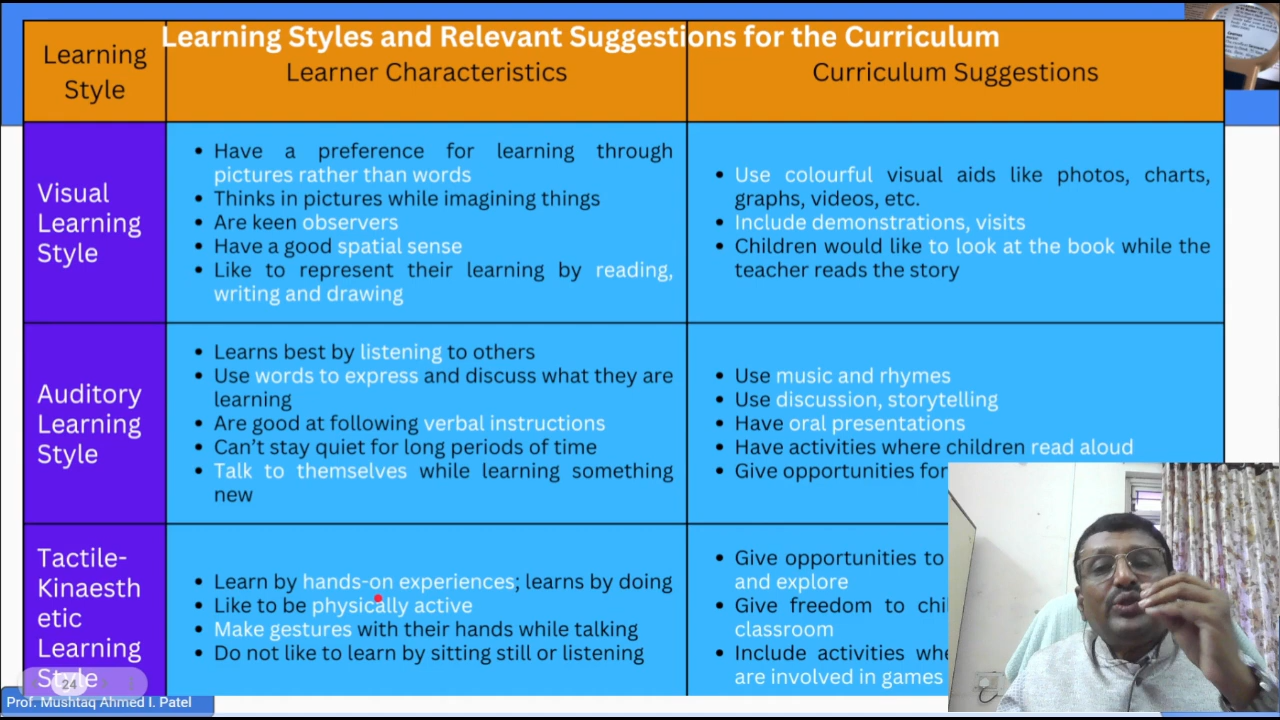 Learning Styles and Relevant Suggestions for the Curriculum
Learning
Style
Learner Characteristics
Curriculum Suggestions
Visual
Learning
Style
• Have a preference for learning through
pictures rather than words
• Thinks in pictures while imagining things
• Are keen observers
• Have a good spatial sense
• Like to represent their learning by reading,
writing and drawing
• Use colourful visual aids like photos, charts,
graphs, videos, etc.
• Include demonstrations, visits
• Children would like to look at the book while the
teacher reads the story
Auditory
Learning
Style
• Learns best by listening to others
• Use words to express and discuss what they are
learning
• Are good at following verbal instructions
• Can’t stay quiet for long periods of time
• Talk to themselves while learning something
new
• Use music and rhymes
• Use discussion, storytelling
• Have oral presentations
• Have activities where children read aloud
• Give opportunities for
Tactile-
Kinaesth
etic
Learning
Style
• Learn by hands-on experiences; learns by doing
• Like to be physically active
• Make gestures with their hands while talking
• Do not like to learn by sitting still or listening
• Give opportunities to
and explore
• Give freedom to
classroom
• Include activities
are involved in games
24
Prof. Mushtaq Ahmed I. Patel